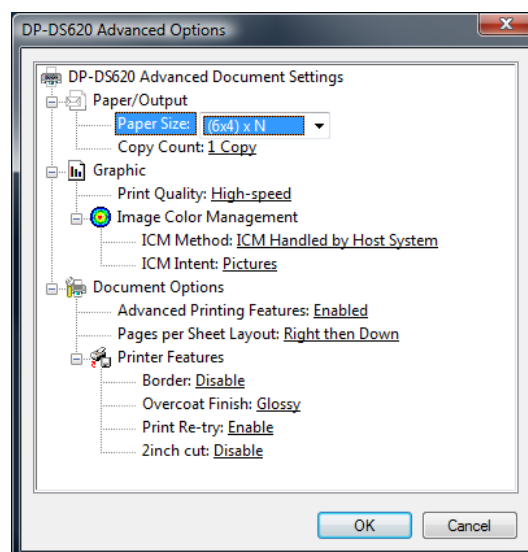 DP-DS620 Advanced Options
DP-DS620 Advanced Document Settings
Paper/Output
Paper Size: (6x4) x N
Copy Count: 1 Copy
Graphic
Print Quality: High-speed
Image Color Management
ICM Method: ICM Handled by Host System
ICM Intent: Pictures
Document Options
Advanced Printing Features: Enabled
Pages per Sheet Layout: Right then Down
Printer Features
Border: Disable
Overcoat Finish: Glossy
Print Re-try: Enable
2inch cut: Disable
OK Cancel